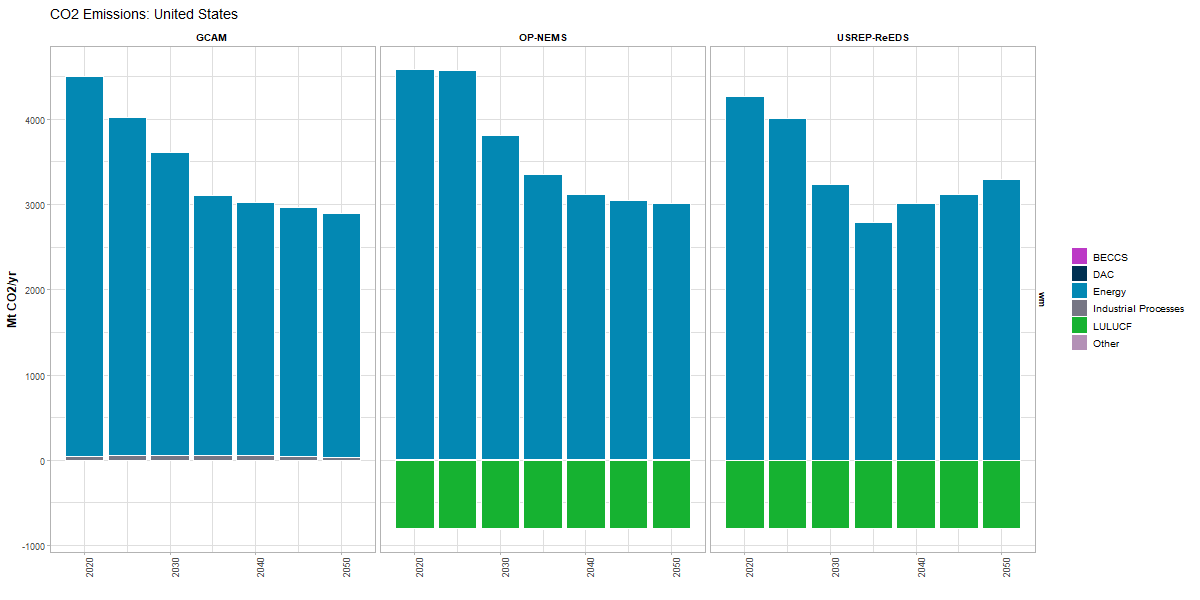 CO2 Emissions: United States
GCAM
OP-NEMS
USREP-ReEDS
Mt CO2/yr
4000
3000
2000
1000
0
-1000
2020
2030
2040
2050
2020
2030
2040
2050
2020
2030
2040
2050
wm
BECCS
DAC
Energy
Industrial Processes
LULUCF
Other